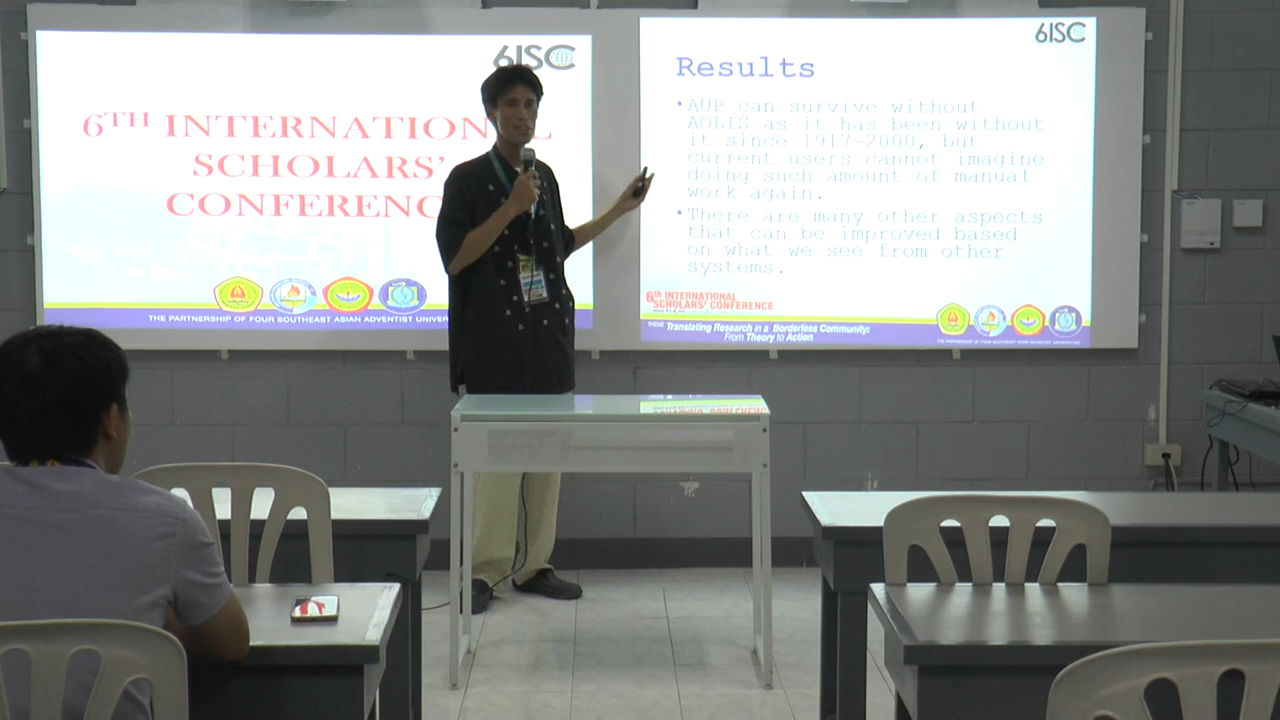 6ISC
6TH INTERNATIONAL
SCHOLARS'
CONFERENC
THE PARTNERSHIP OF FOUR SOUTHEAST ASIAN ADVENTIST UNIVER
6ISC
Results
•AUP can survive without
AOLIS as it has been without
it since 1917-2000, but
current users cannot imagine
doing such amount of manual
work again.
•There are many other aspects
that can be improved based
on what we see from other
systems.
6th INTERNATIONAL
SCHOLARS' CONFERENCE
THEME: Translating Research in a Borderless Community:
From Theory to Action
THE PARTNERSHIP OF FOUR SOUTHEAST ASIAN ADVENTIST UNIVERSITIES